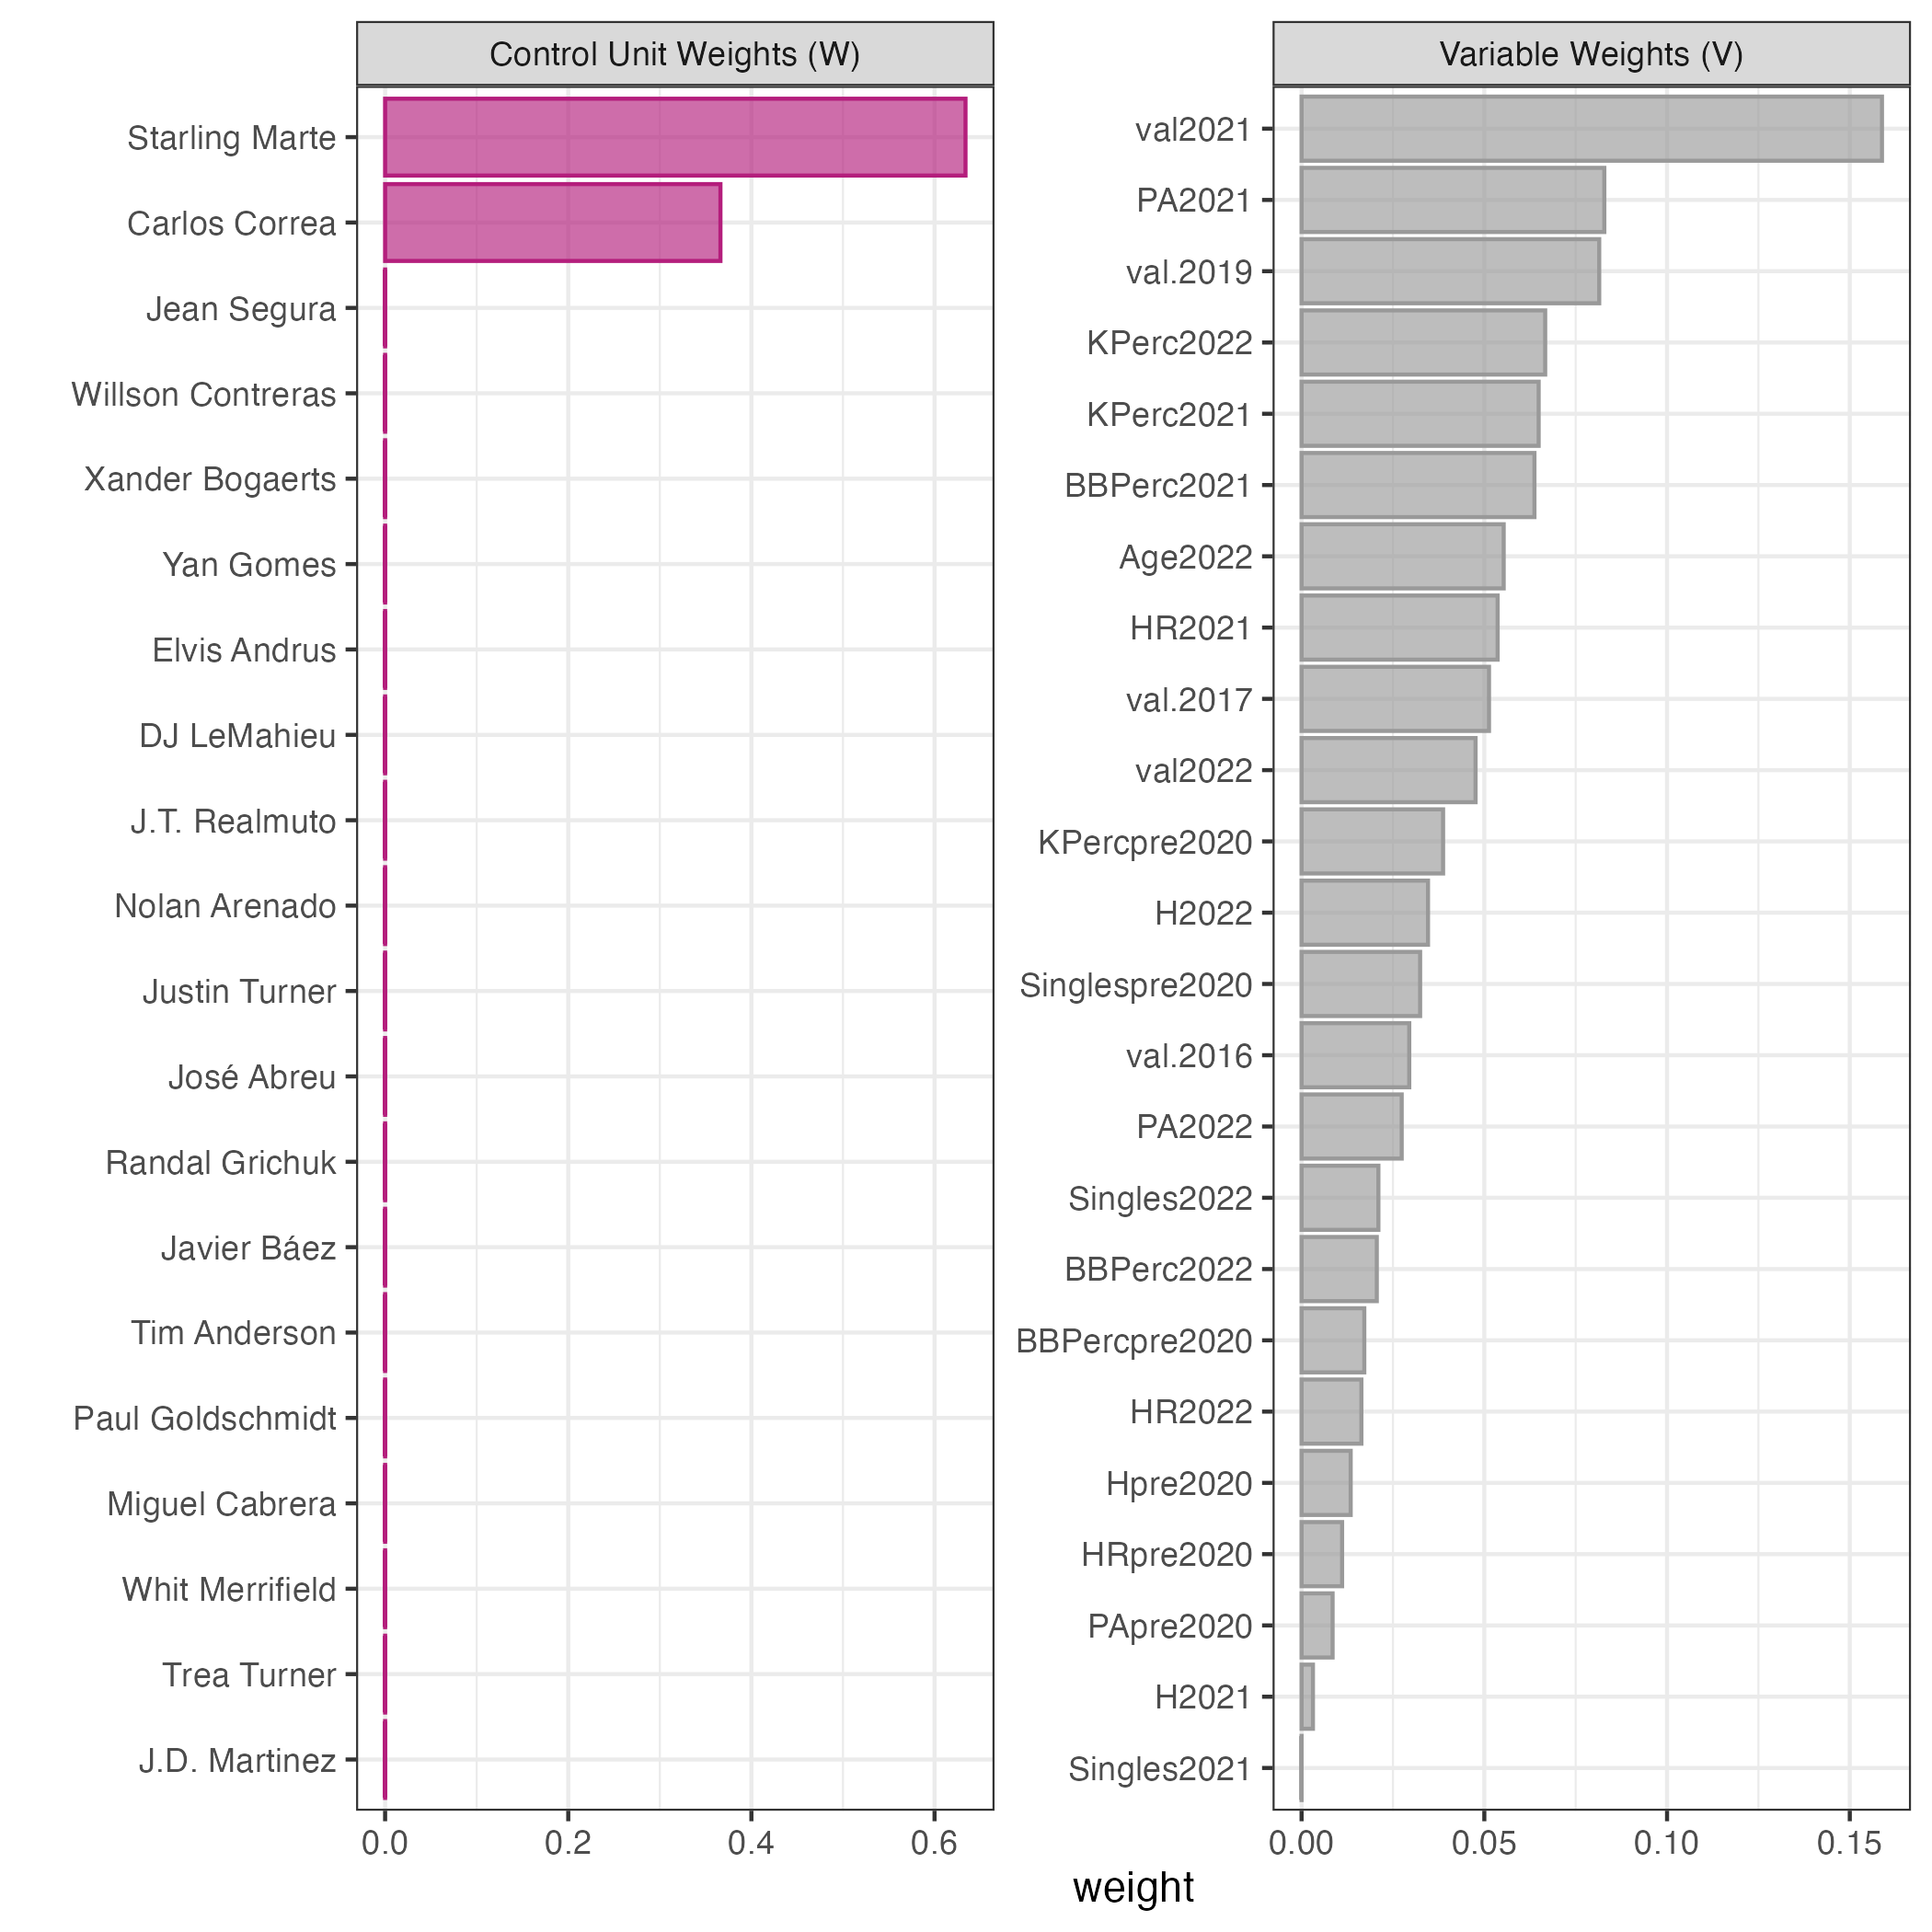 Control Unit Weights (W)
Starling Marte
Carlos Correa
Jean Segura
Willson Contreras
Xander Bogaerts
Yan Gomes
Elvis Andrus
DJ LeMahieu
J.T. Realmuto
Nolan Arenado
Justin Turner
José Abreu
Randal Grichuk
Javier Báez
Tim Anderson
Paul Goldschmidt
Miguel Cabrera
Whit Merrifield
Trea Turner
J.D. Martinez
0.0 0.2 0.4 0.6
Variable Weights (V)
val2021
PA2021
val.2019
KPerc2022
KPerc2021
BBPerc2021
Age2022
HR2021
val.2017
val2022
KPercpre2020
H2022
Singlespre2020
val.2016
PA2022
Singles2022
BBPerc2022
BBPercpre2020
HR2022
Hpre2020
HRpre2020
PApre2020
H2021
Singles2021
0.00 0.05 0.10 0.15
weight